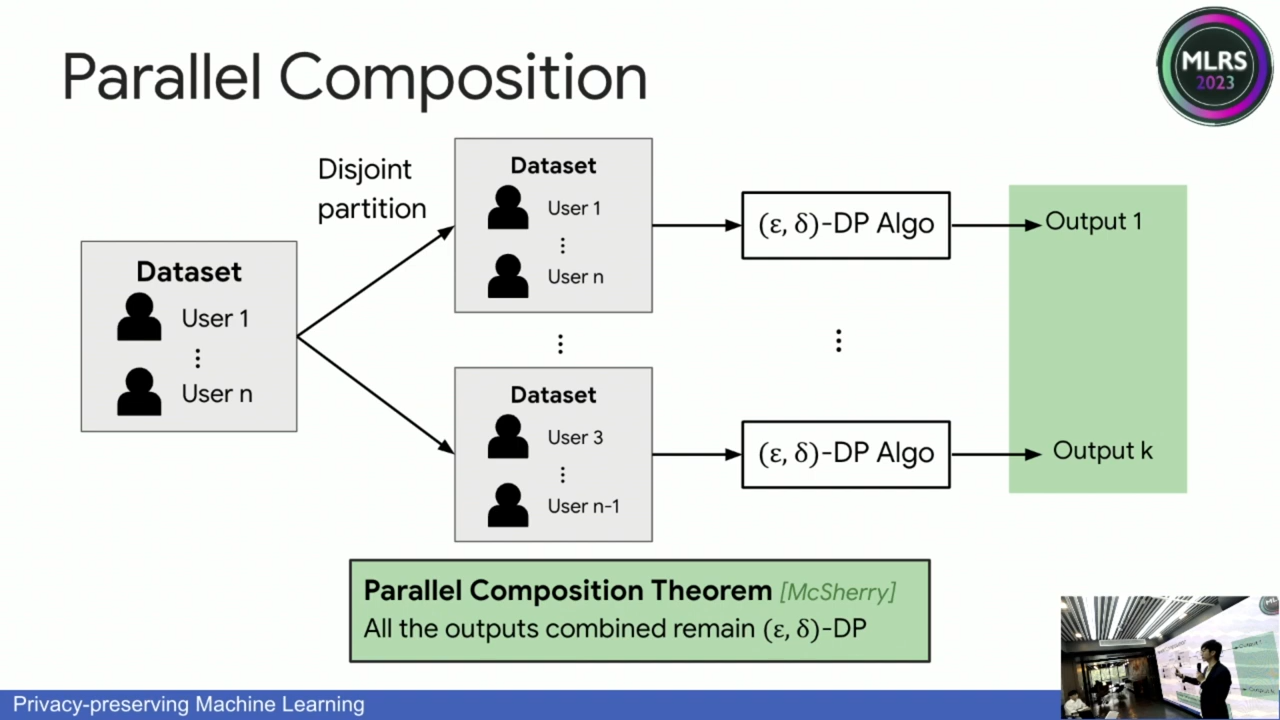 Parallel Composition
MLRS
2023
Disjoint
partition
Dataset
User 1
⋮
User n
Dataset
User 1
⋮
User n
⋮
Dataset
User 3
⋮
User n-1
(ε, δ)-DP Algo
⋮
(ε, δ)-DP Algo
Output 1
Output k
Parallel Composition Theorem [McSherry]
All the outputs combined remain (ε, δ)-DP
Privacy-preserving Machine Learning